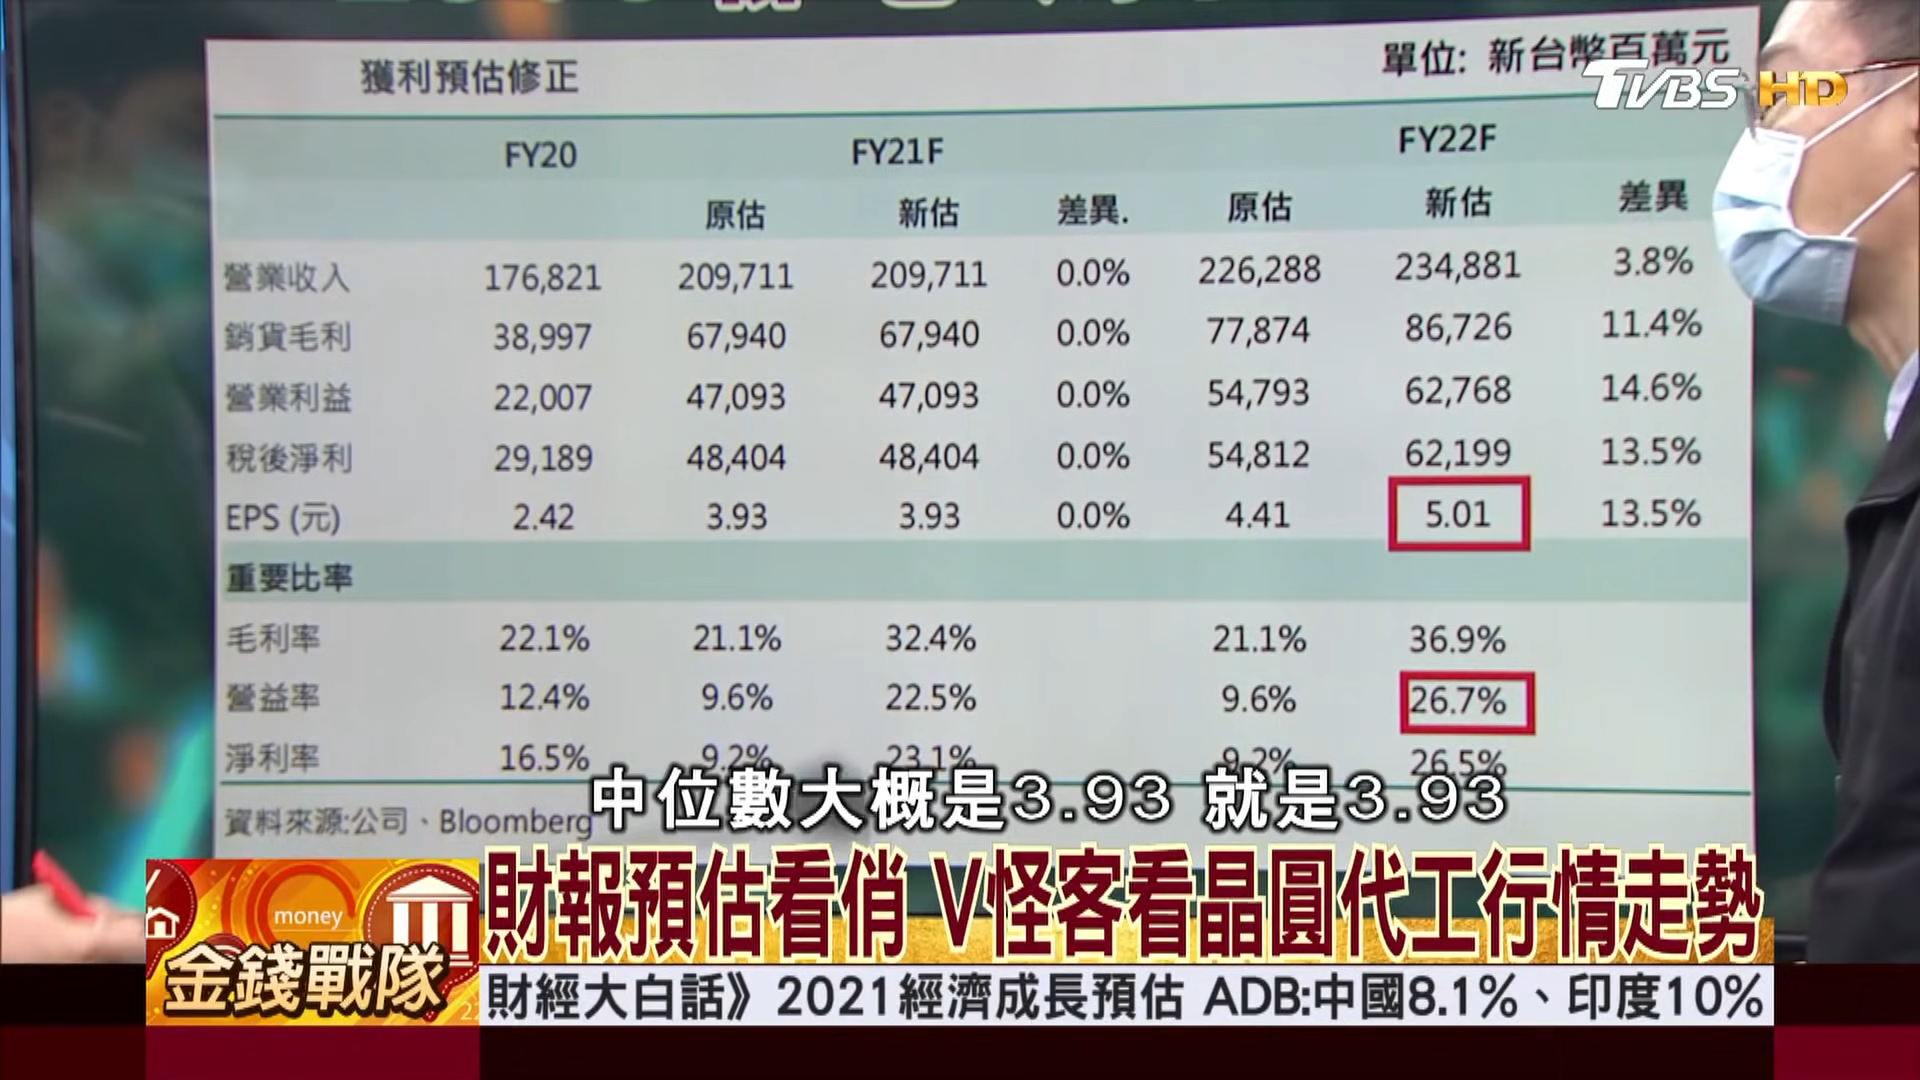 獲利預估修正 單位: 新台幣百萬元
TVBS HD
FY20 FY21F FY22F
原估 新估 差異. 原估 新估 差異
營業收入 176,821 209,711 209,711 0.0% 226,288 234,881 3.8%
銷貨毛利 38,997 67,940 67,940 0.0% 77,874 86,726 11.4%
營業利益 22,007 47,093 47,093 0.0% 54,793 62,768 14.6%
稅後淨利 29,189 48,404 48,404 0.0% 54,812 62,199 13.5%
EPS (元) 2.42 3.93 3.93 0.0% 4.41 5.01 13.5%
重要比率
毛利率 22.1% 21.1% 32.4% 21.1% 36.9%
營益率 12.4% 9.6% 22.5% 9.6% 26.7%
淨利率 16.5% 9.2% 23.1% 9.2% 26.5%
資料來源:公司、Bloomberg
中位數大概是3.93 就是3.93
money
金錢戰隊
財報預估看俏 V怪客看晶圓代工行情走勢
財經大白話》2021經濟成長預估 ADB:中國8.1%、印度10%